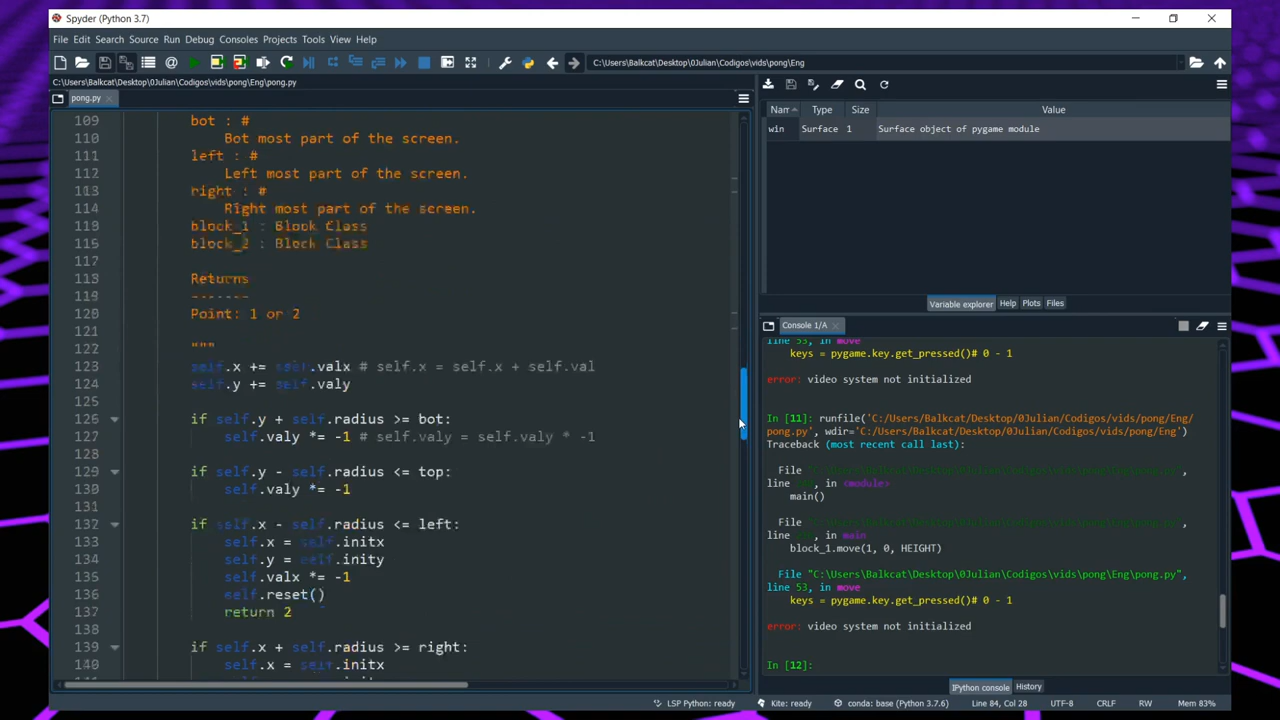 Spyder (Python 3.7)
File Edit Search Source Run Debug Consoles Projects Tools View Help
C:\Users\Balkcat\Desktop\0Julian\Codigos\vids\pong\Eng
C:\Users\Balkcat\Desktop\0Julian\Codigos\vids\pong\Eng\pong.py
pong.py
109 bot : #
110 Bot most part of the screen.
111 left : #
112 Left most part of the screen.
113 right : #
114 Right most part of the screen.
115 block_1 : Block Class
116 block_2 : Block Class
117
118 Returns
119 -------
120 Point: 1 or 2
121
122 """
123 self.x += self.valx # self.x = self.x + self.val
124 self.y += self.valy
126 if self.y + self.radius >= bot:
127 self.valy *= -1 # self.valy = self.valy * -1
128
129 if self.y - self.radius <= top:
130 self.valy *= -1
131
132 if self.x - self.radius <= left:
133 self.x = self.initx
134 self.y = self.inity
135 self.valx *= -1
136 self.reset()
137 return 2
138
139 if self.x + self.radius >= right:
140 self.x = self.initx
Nam Type Size Value
win Surface 1 Surface object of pygame module
Variable explorer Help Plots Files
Console 1/A
line 53, in move
keys = pygame.key.get_pressed()# 0 - 1
error: video system not initialized
In [11]: runfile('C:/Users/Balkcat/Desktop/0Julian/Codigos/vids/pong/Eng/
pong.py', wdir='C:/Users/Balkcat/Desktop/0Julian/Codigos/vids/pong/Eng')
Traceback (most recent call last):
File
line in <module>
main()
File
line in main
block_1.move(1, 0, HEIGHT)
File "C:\Users\Balkcat\Desktop\0Julian\Codigos\vids\pong\Eng\pong.py",
line 53, in move
keys = pygame.key.get_pressed()# 0 - 1
error: video system not initialized
In [12]:
IPython console History
LSP Python: ready Kite: ready conda: base (Python 3.7.6) Line 84, Col 28 UTF-8 CRLF RW Mem 83%